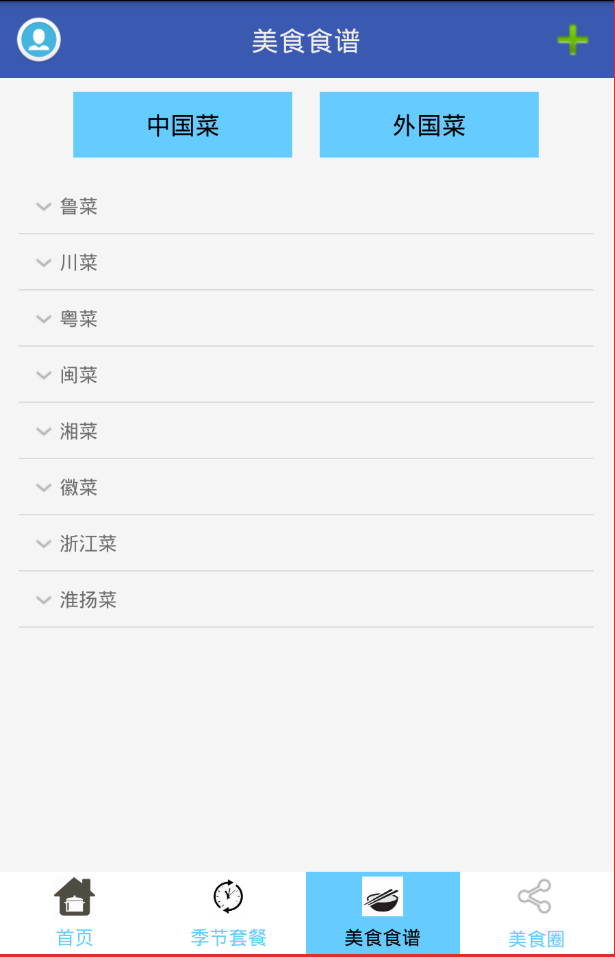 美食食谱
中国菜 外国菜
鲁菜
川菜
粤菜
闽菜
湘菜
徽菜
浙江菜
淮扬菜
首页 季节套餐 美食食谱 美食圈